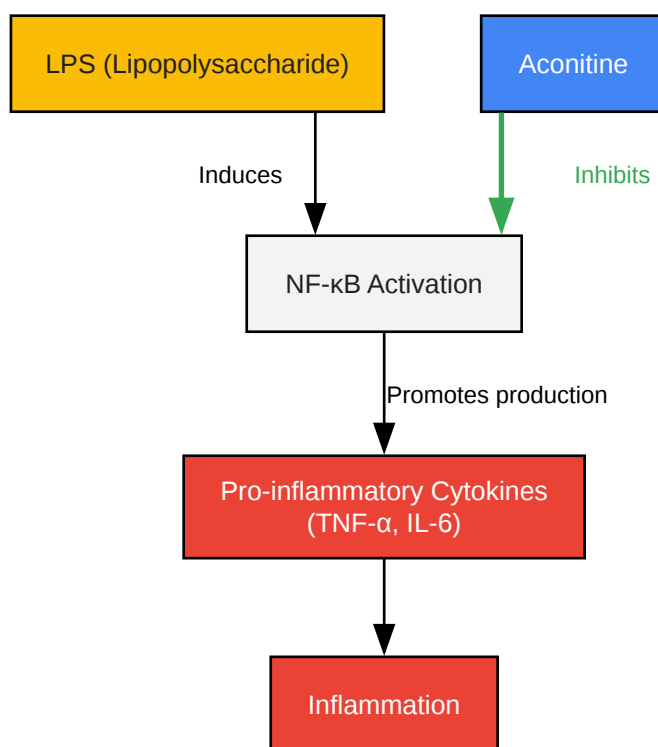 LPS (Lipopolysaccharide)
Aconitine
Induces
Inhibits
NF-κB Activation
Promotes production
Pro-inflammatory Cytokines
(TNF-α, IL-6)
Inflammation